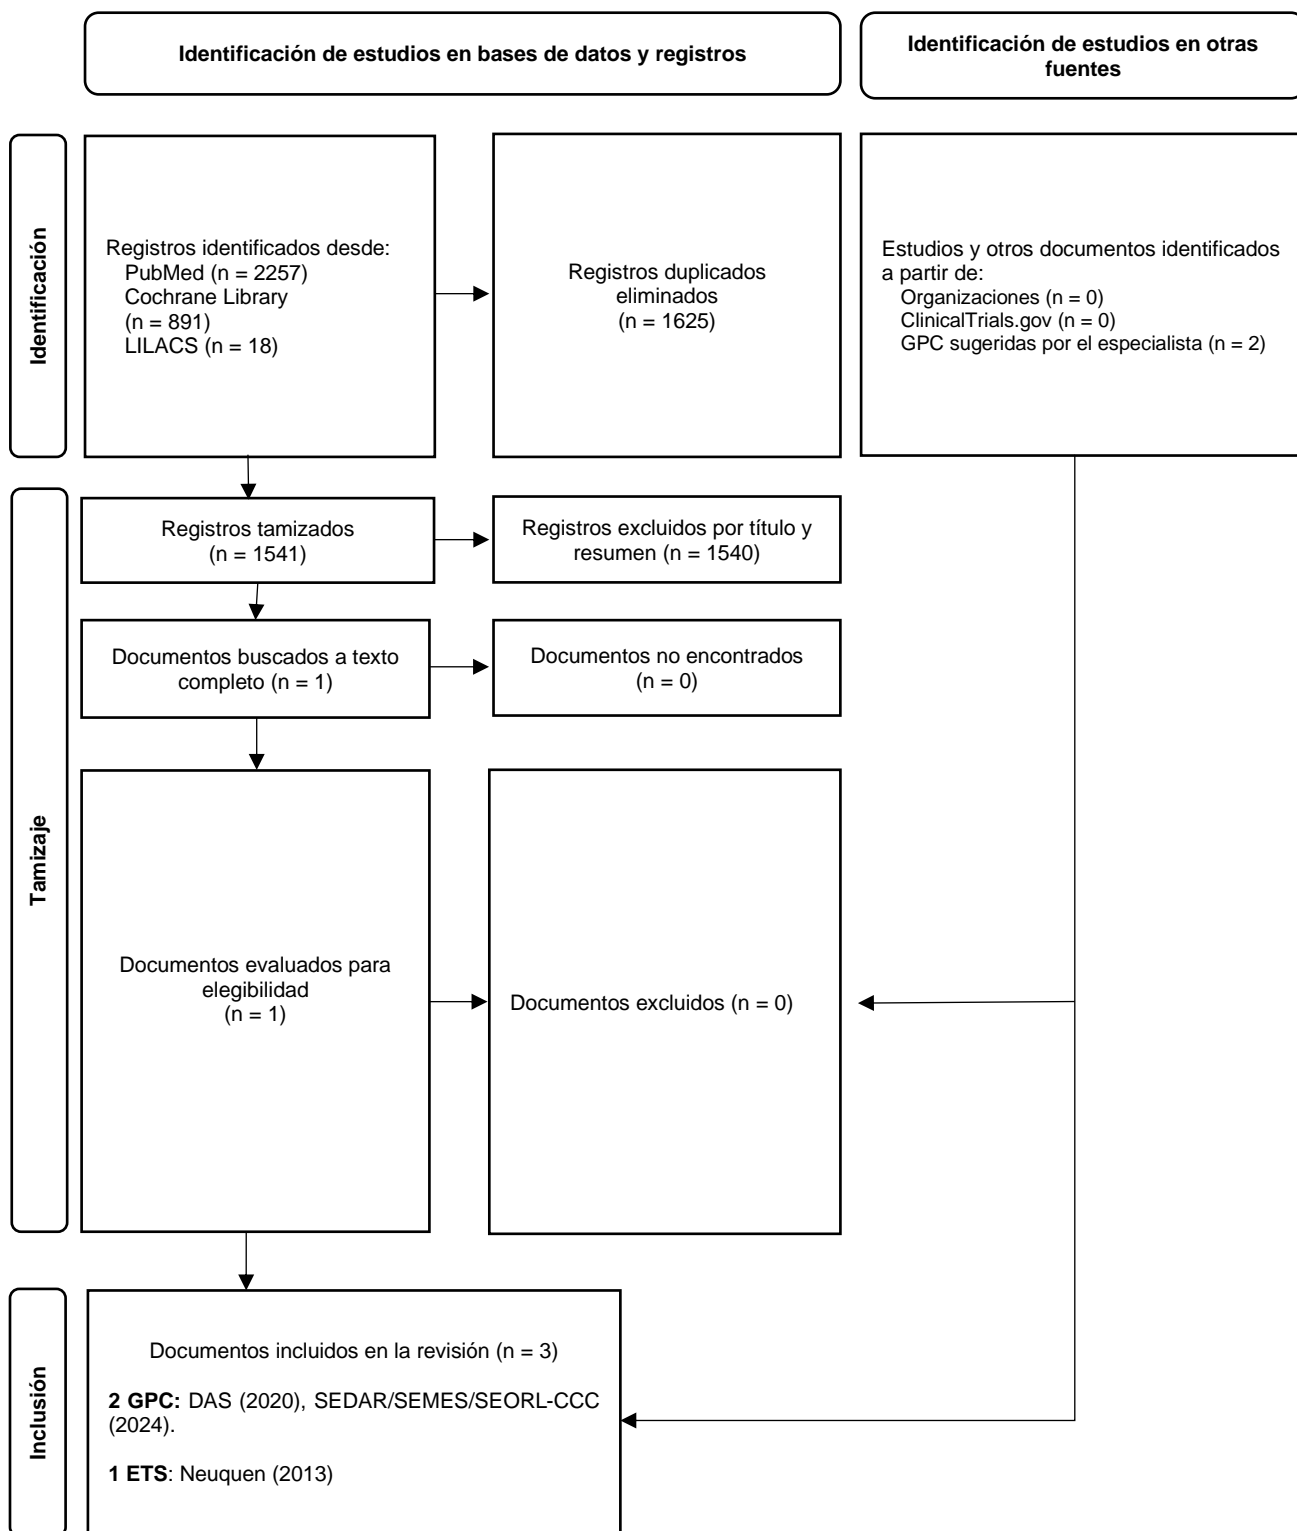 Identificación de estudios en bases de datos y registros
Identificación de estudios en otras
fuentes
Identificación
Registros identificados desde:
PubMed (n = 2257)
Cochrane Library
(n = 891)
LILACS (n = 18)
Registros duplicados
eliminados
(n = 1625)
Estudios y otros documentos identificados
a partir de:
Organizaciones (n = 0)
ClinicalTrials.gov (n = 0)
GPC sugeridas por el especialista (n = 2)
Tamizaje
Registros tamizados
(n = 1541)
Registros excluidos por título y
resumen (n = 1540)
Documentos buscados a texto
completo (n = 1)
Documentos no encontrados
(n = 0)
Documentos evaluados para
elegibilidad
(n = 1)
Documentos excluidos (n = 0)
Inclusión
Documentos incluidos en la revisión (n = 3)
2 GPC: DAS (2020), SEDAR/SEMES/SEORL-CCC
(2024).
1 ETS: Neuquen (2013)